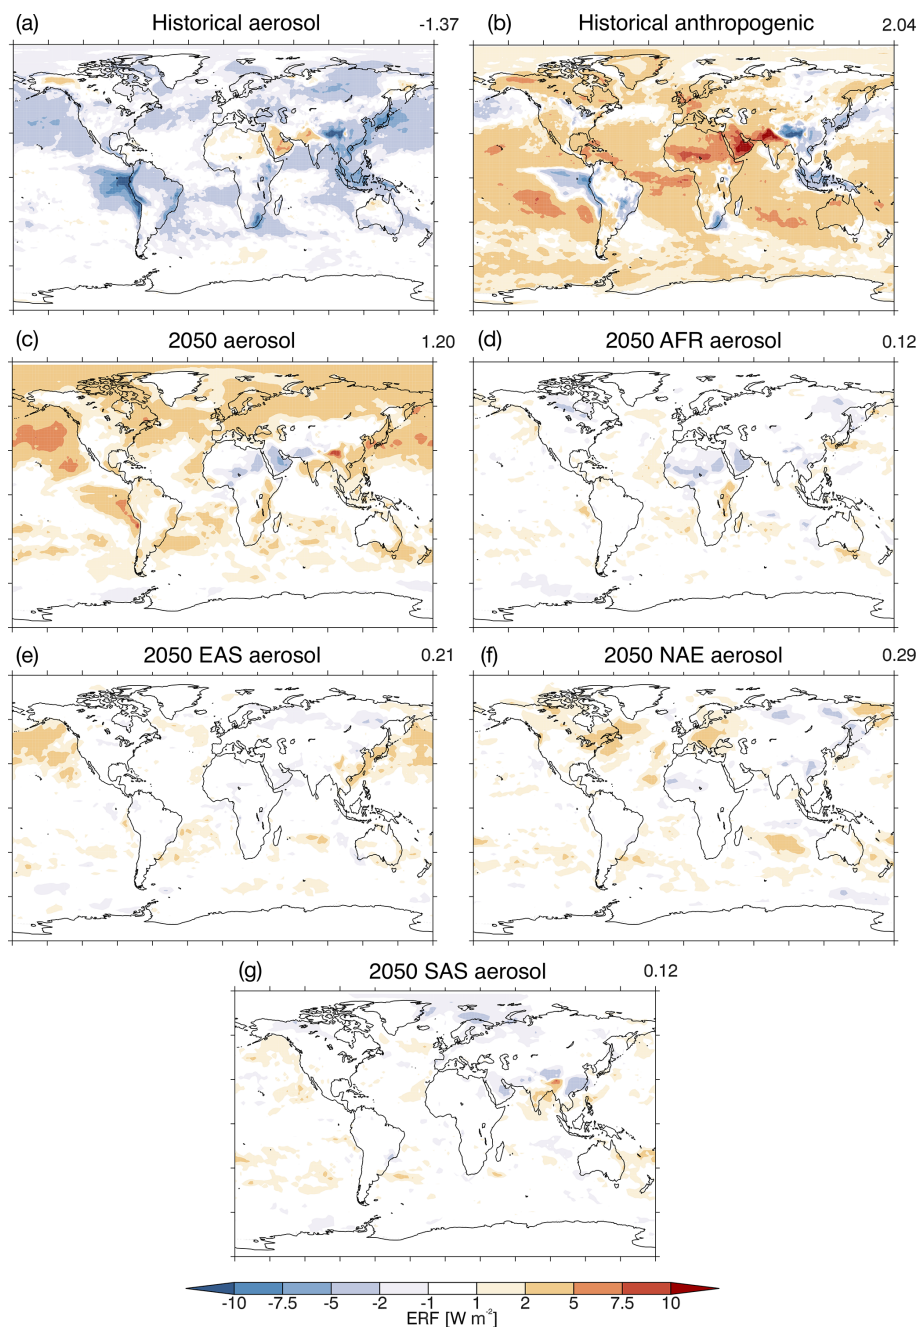 (a) Historical aerosol -1.37
(b) Historical anthropogenic 2.04
(c) 2050 aerosol 1.20
(d) 2050 AFR aerosol 0.12
(e) 2050 EAS aerosol 0.21
(f) 2050 NAE aerosol 0.29
(g) 2050 SAS aerosol 0.12
-10 -7.5 -5 -2 -1 1 2 5 7.5 10
ERF [W m⁻²]